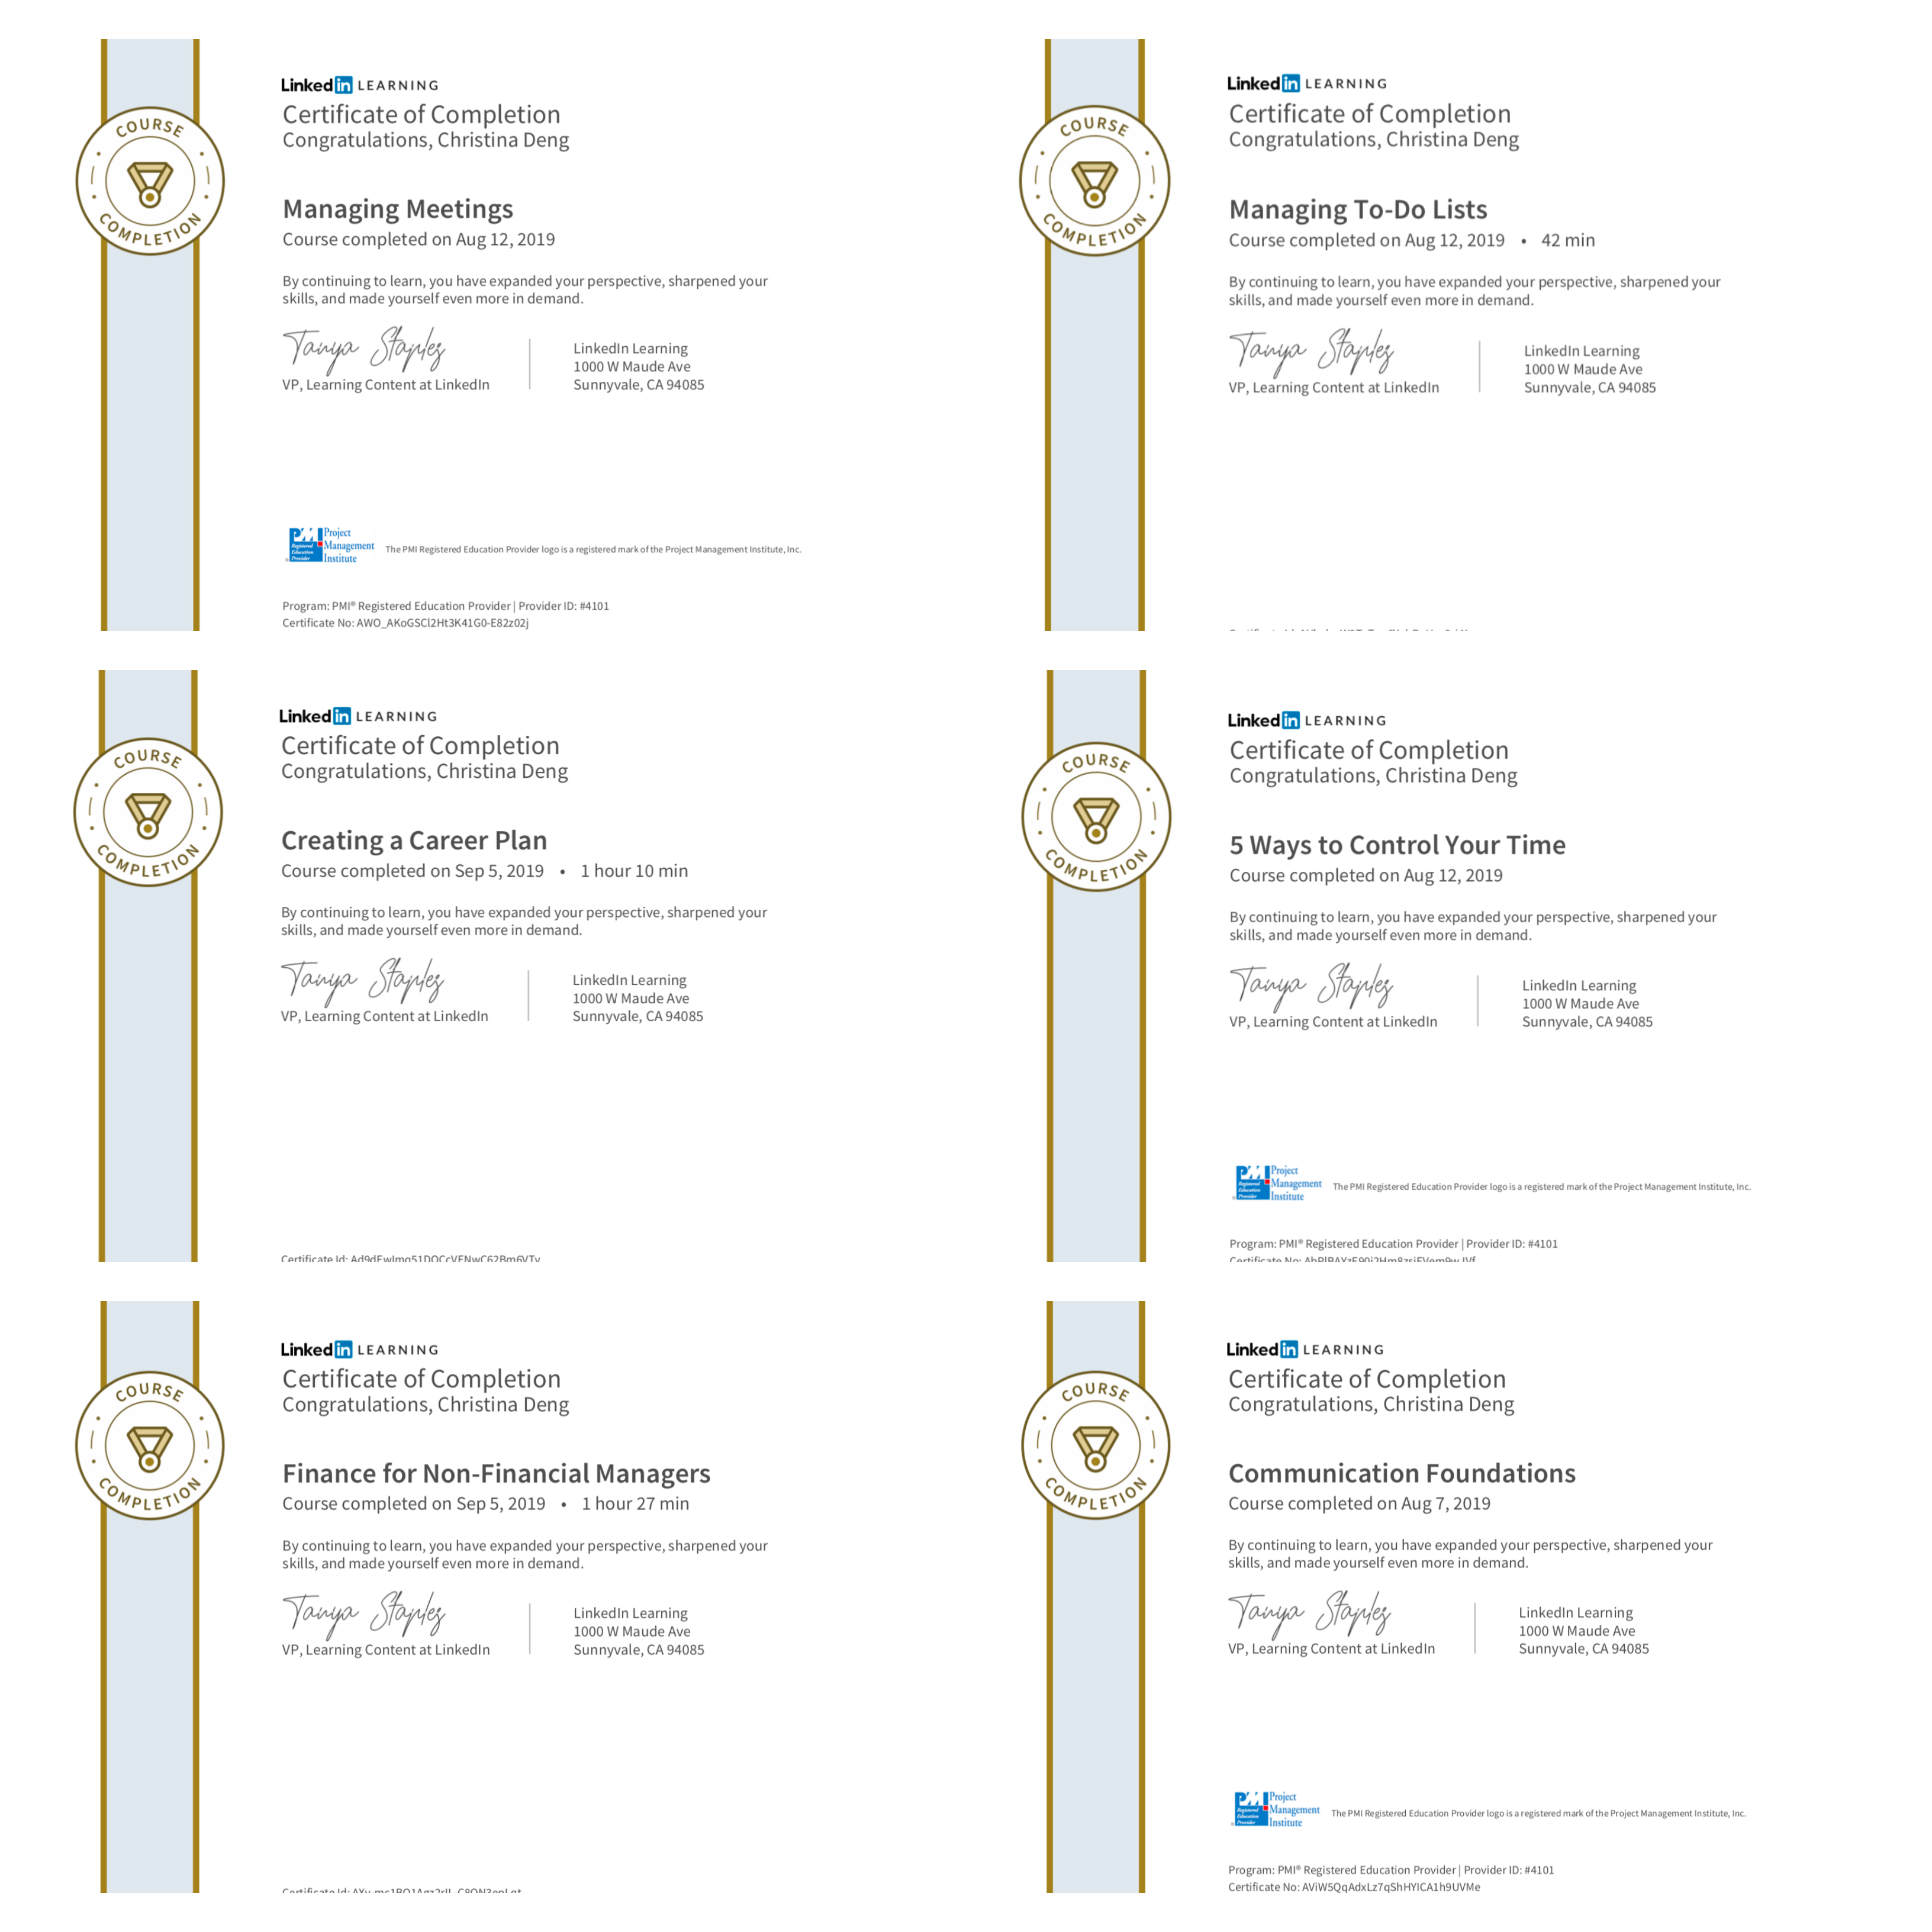 LinkedIn LEARNING
Certificate of Completion
Congratulations, Christina Deng
COURSE
COMPLETION
Managing Meetings
Course completed on Aug 12, 2019
By continuing to learn, you have expanded your perspective, sharpened your
skills, and made yourself even more in demand.
Tanya Staples
VP, Learning Content at LinkedIn
LinkedIn Learning
1000 W Maude Ave
Sunnyvale, CA 94085
PMI Registered Education Provider
Project
Management
Institute
The PMI Registered Education Provider logo is a registered mark of the Project Management Institute, Inc.
Program: PMI® Registered Education Provider | Provider ID: #4101
Certificate No: AWO_AKoGSCl2Ht3K41G0-E82z02j
LinkedIn LEARNING
Certificate of Completion
Congratulations, Christina Deng
COURSE
COMPLETION
Managing To-Do Lists
Course completed on Aug 12, 2019 • 42 min
By continuing to learn, you have expanded your perspective, sharpened your
skills, and made yourself even more in demand.
Tanya Staples
VP, Learning Content at LinkedIn
LinkedIn Learning
1000 W Maude Ave
Sunnyvale, CA 94085
LinkedIn LEARNING
Certificate of Completion
Congratulations, Christina Deng
COURSE
COMPLETION
Creating a Career Plan
Course completed on Sep 5, 2019 • 1 hour 10 min
By continuing to learn, you have expanded your perspective, sharpened your
skills, and made yourself even more in demand.
Tanya Staples
VP, Learning Content at LinkedIn
LinkedIn Learning
1000 W Maude Ave
Sunnyvale, CA 94085
Certificate Id:
LinkedIn LEARNING
Certificate of Completion
Congratulations, Christina Deng
COURSE
COMPLETION
5 Ways to Control Your Time
Course completed on Aug 12, 2019
By continuing to learn, you have expanded your perspective, sharpened your
skills, and made yourself even more in demand.
Tanya Staples
VP, Learning Content at LinkedIn
LinkedIn Learning
1000 W Maude Ave
Sunnyvale, CA 94085
PMI Registered Education Provider
Project
Management
Institute
The PMI Registered Education Provider logo is a registered mark of the Project Management Institute, Inc.
Program: PMI® Registered Education Provider | Provider ID: #4101
Certificate No:
LinkedIn LEARNING
Certificate of Completion
Congratulations, Christina Deng
COURSE
COMPLETION
Finance for Non-Financial Managers
Course completed on Sep 5, 2019 • 1 hour 27 min
By continuing to learn, you have expanded your perspective, sharpened your
skills, and made yourself even more in demand.
Tanya Staples
VP, Learning Content at LinkedIn
LinkedIn Learning
1000 W Maude Ave
Sunnyvale, CA 94085
Certificate Id:
LinkedIn LEARNING
Certificate of Completion
Congratulations, Christina Deng
COURSE
COMPLETION
Communication Foundations
Course completed on Aug 7, 2019
By continuing to learn, you have expanded your perspective, sharpened your
skills, and made yourself even more in demand.
Tanya Staples
VP, Learning Content at LinkedIn
LinkedIn Learning
1000 W Maude Ave
Sunnyvale, CA 94085
PMI Registered Education Provider
Project
Management
Institute
The PMI Registered Education Provider logo is a registered mark of the Project Management Institute, Inc.
Program: PMI® Registered Education Provider | Provider ID: #4101
Certificate No: AViW5QqAdxLz7qShHYICA1h9UVMe